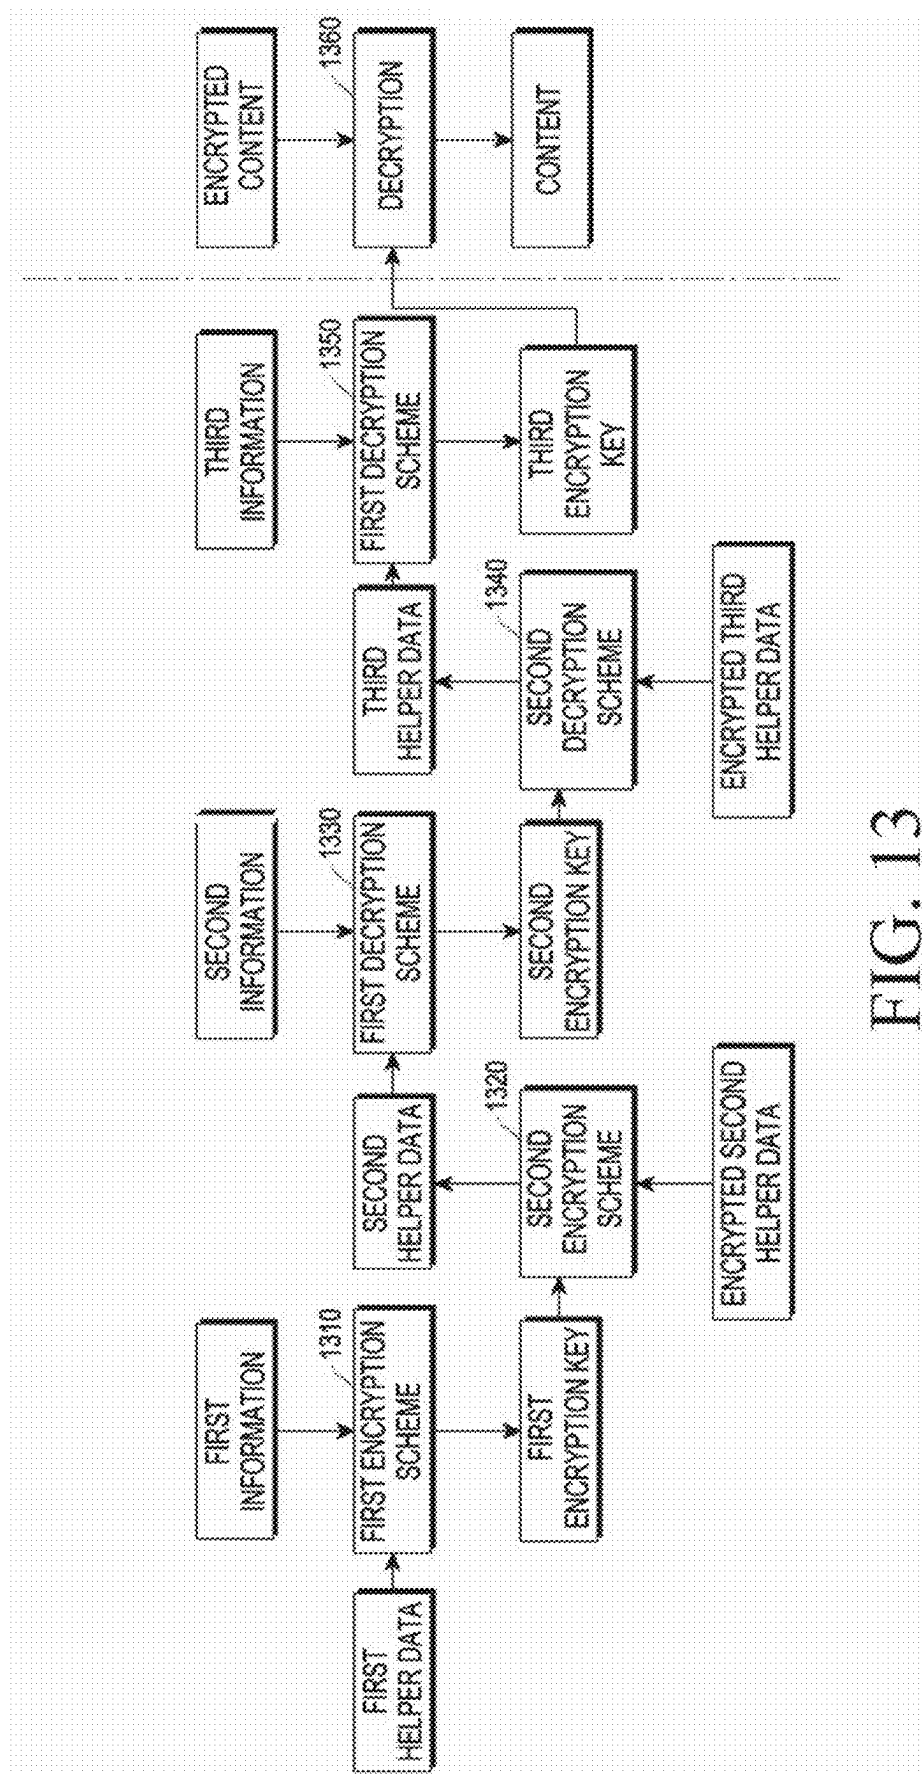 FIRST
HELPER DATA
FIRST
INFORMATION
1310
FIRST ENCRYPTION
SCHEME
FIRST
ENCRYPTION KEY
SECOND
HELPER DATA
1320
SECOND
ENCRYPTION
SCHEME
ENCRYPTED SECOND
HELPER DATA
SECOND
INFORMATION
1330
FIRST DECRYPTION
SCHEME
SECOND
ENCRYPTION KEY
THIRD
HELPER DATA
1340
SECOND
DECRYPTION
SCHEME
ENCRYPTED THIRD
HELPER DATA
THIRD
INFORMATION
1350
FIRST DECRYPTION
SCHEME
THIRD
ENCRYPTION
KEY
ENCRYPTED
CONTENT
1360
DECRYPTION
CONTENT
FIG. 13